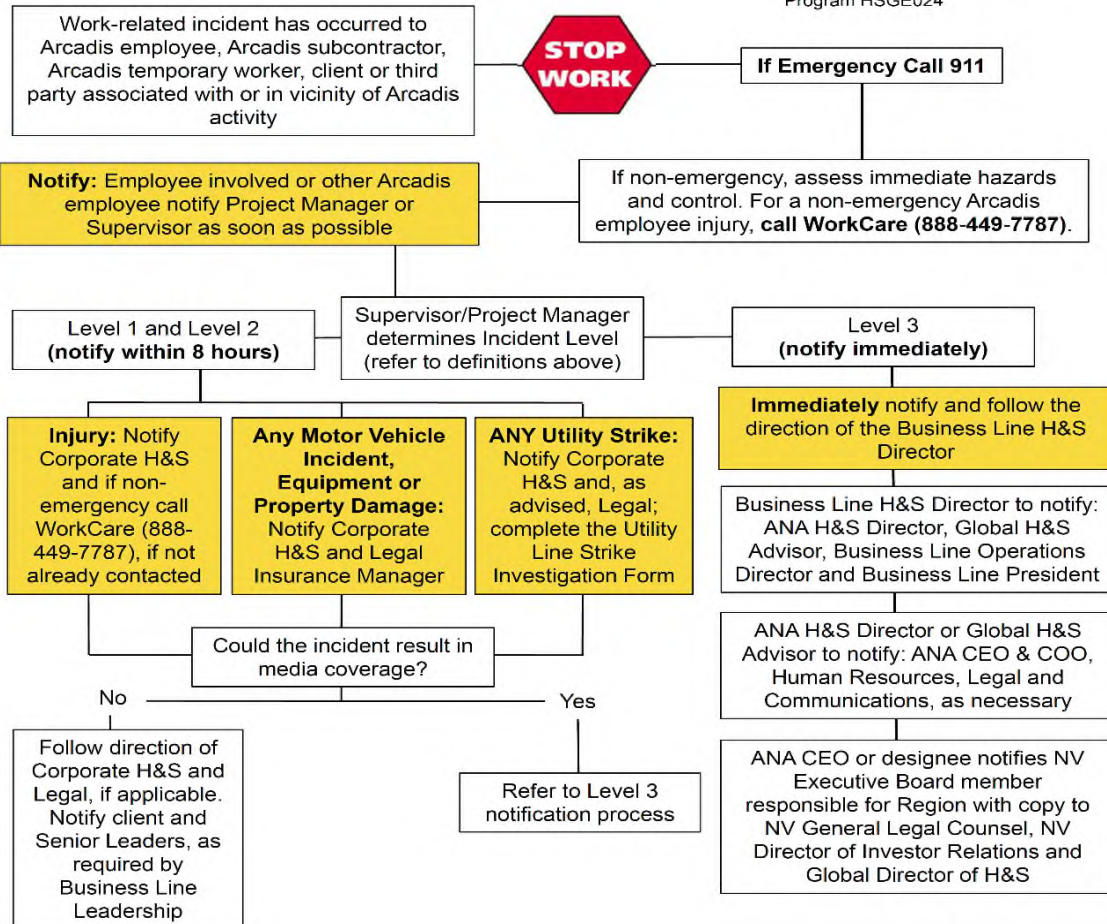 Program HSGE024
Work-related incident has occurred to
Arcadis employee, Arcadis subcontractor,
Arcadis temporary worker, client or third
party associated with or in vicinity of Arcadis
activity
STOP
WORK
If Emergency Call 911
Notify: Employee involved or other Arcadis
employee notify Project Manager or
Supervisor as soon as possible
If non-emergency, assess immediate hazards
and control. For a non-emergency Arcadis
employee injury, call WorkCare (888-449-7787).
Level 1 and Level 2
(notify within 8 hours)
Supervisor/Project Manager
determines Incident Level
(refer to definitions above)
Level 3
(notify immediately)
Injury: Notify
Corporate H&S
and if non-
emergency call
WorkCare (888-
449-7787), if not
already contacted
Any Motor Vehicle
Incident,
Equipment or
Property Damage:
Notify Corporate
H&S and Legal
Insurance Manager
ANY Utility Strike:
Notify Corporate
H&S and, as
advised, Legal;
complete the Utility
Line Strike
Investigation Form
Immediately notify and follow the
direction of the Business Line H&S
Director
Business Line H&S Director to notify:
ANA H&S Director, Global H&S
Advisor, Business Line Operations
Director and Business Line President
Could the incident result in
media coverage?
ANA H&S Director or Global H&S
Advisor to notify: ANA CEO & COO,
Human Resources, Legal and
Communications, as necessary
No
Yes
Follow direction of
Corporate H&S and
Legal, if applicable.
Notify client and
Senior Leaders, as
required by
Business Line
Leadership
Refer to Level 3
notification process
ANA CEO or designee notifies NV
Executive Board member
responsible for Region with copy to
NV General Legal Counsel, NV
Director of Investor Relations and
Global Director of H&S